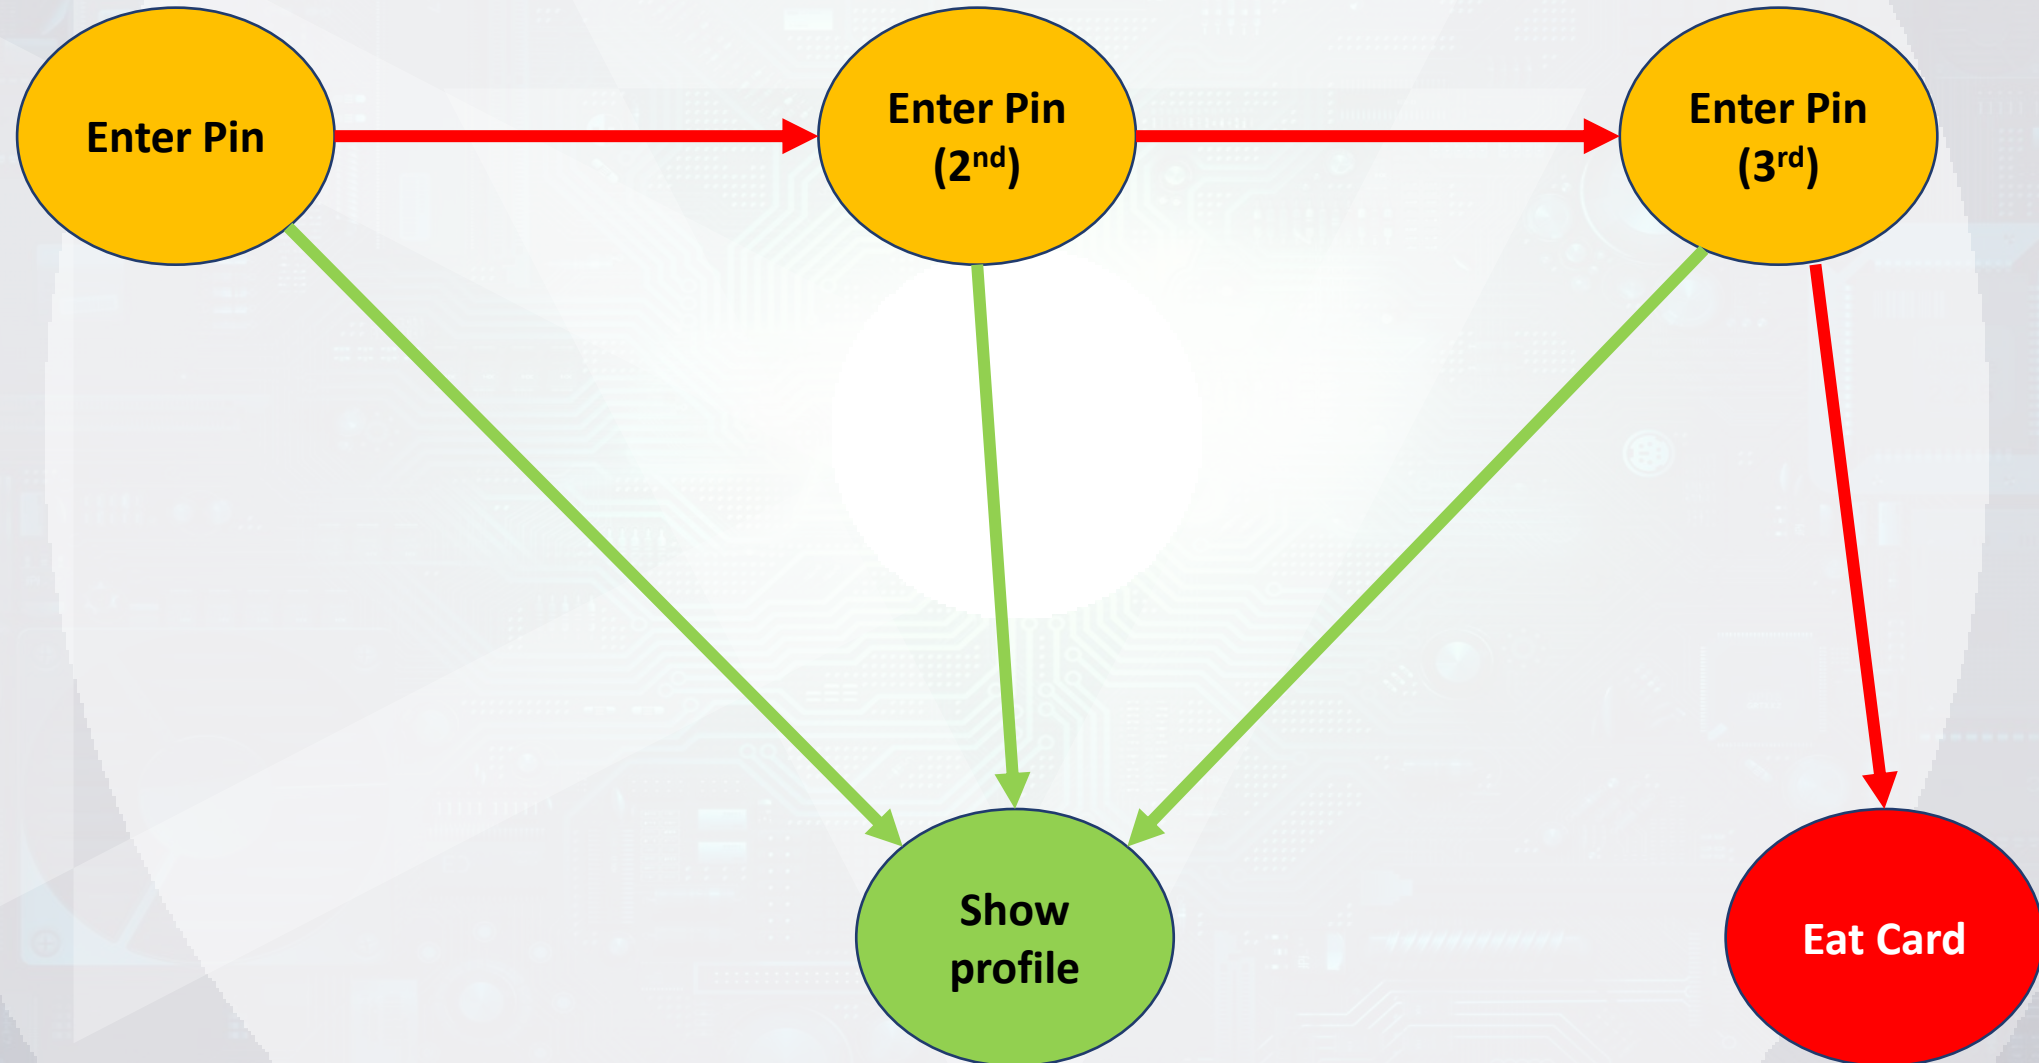 Enter Pin
Enter Pin
(2nd)
Enter Pin
(3rd)
Show
profile
Eat Card